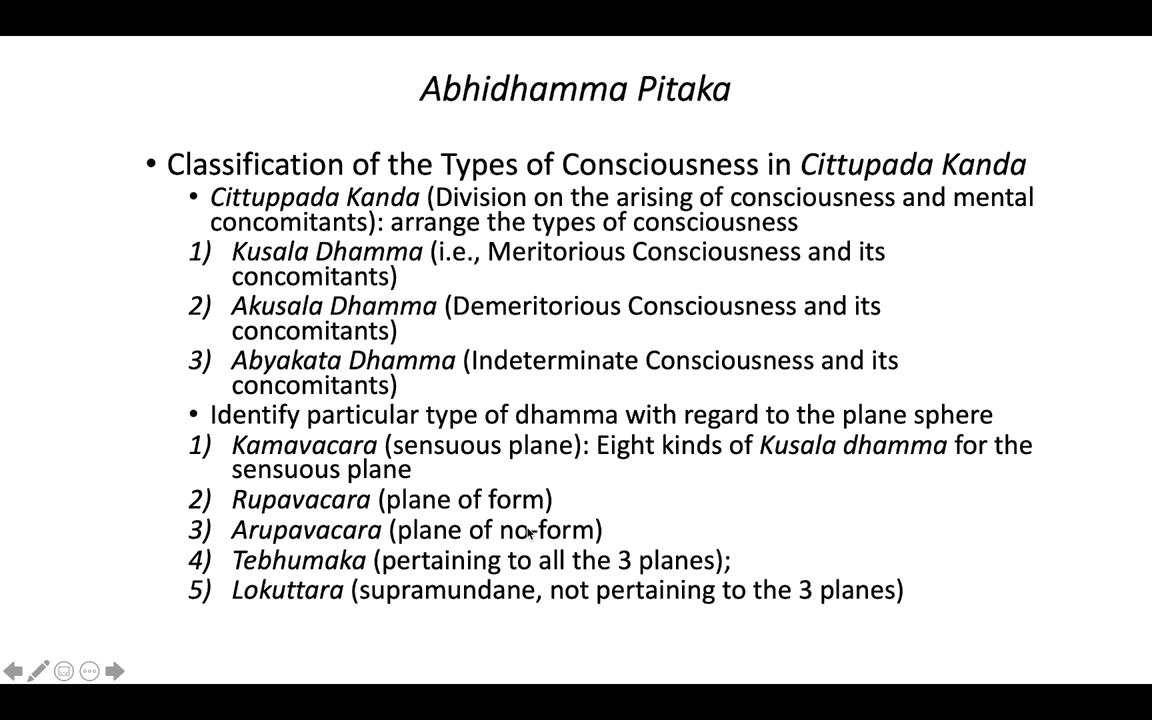 Abhidhamma Pitaka
• Classification of the Types of Consciousness in Cittupada Kanda
• Cittuppada Kanda (Division on the arising of consciousness and mental
concomitants): arrange the types of consciousness
1) Kusala Dhamma (i.e., Meritorious Consciousness and its
concomitants)
2) Akusala Dhamma (Demeritorious Consciousness and its
concomitants)
3) Abyakata Dhamma (Indeterminate Consciousness and its
concomitants)
• Identify particular type of dhamma with regard to the plane sphere
1) Kamavacara (sensuous plane): Eight kinds of Kusala dhamma for the
sensuous plane
2) Rupavacara (plane of form)
3) Arupavacara (plane of no-form)
4) Tebhumaka (pertaining to all the 3 planes);
5) Lokuttara (supramundane, not pertaining to the 3 planes)